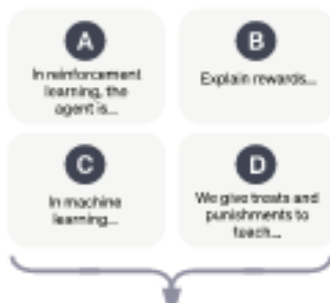 A
In reinforcement
learning, the
agent is...
B
Explain rewards...
C
In machine
learning...
D
We give treats and
punishments to
teach...